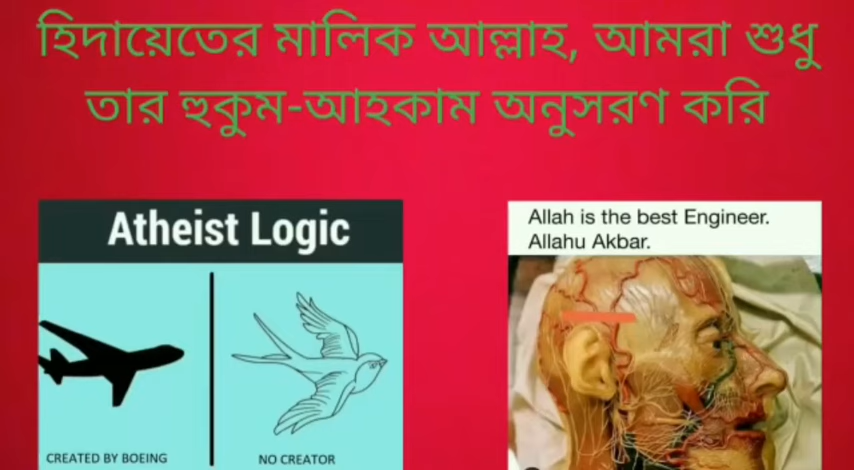 হিদায়েতের মালিক আল্লাহ, আমরা শুধু
তার হুকুম-আহকাম অনুসরণ করি
Atheist Logic
CREATED BY BOEING
NO CREATOR
Allah is the best Engineer.
Allahu Akbar.